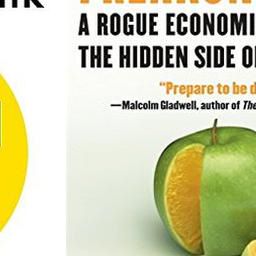 A ROGUE ECONOMI
THE HIDDEN SIDE O
“Prepare to be d
—Malcolm Gladwell, author of The